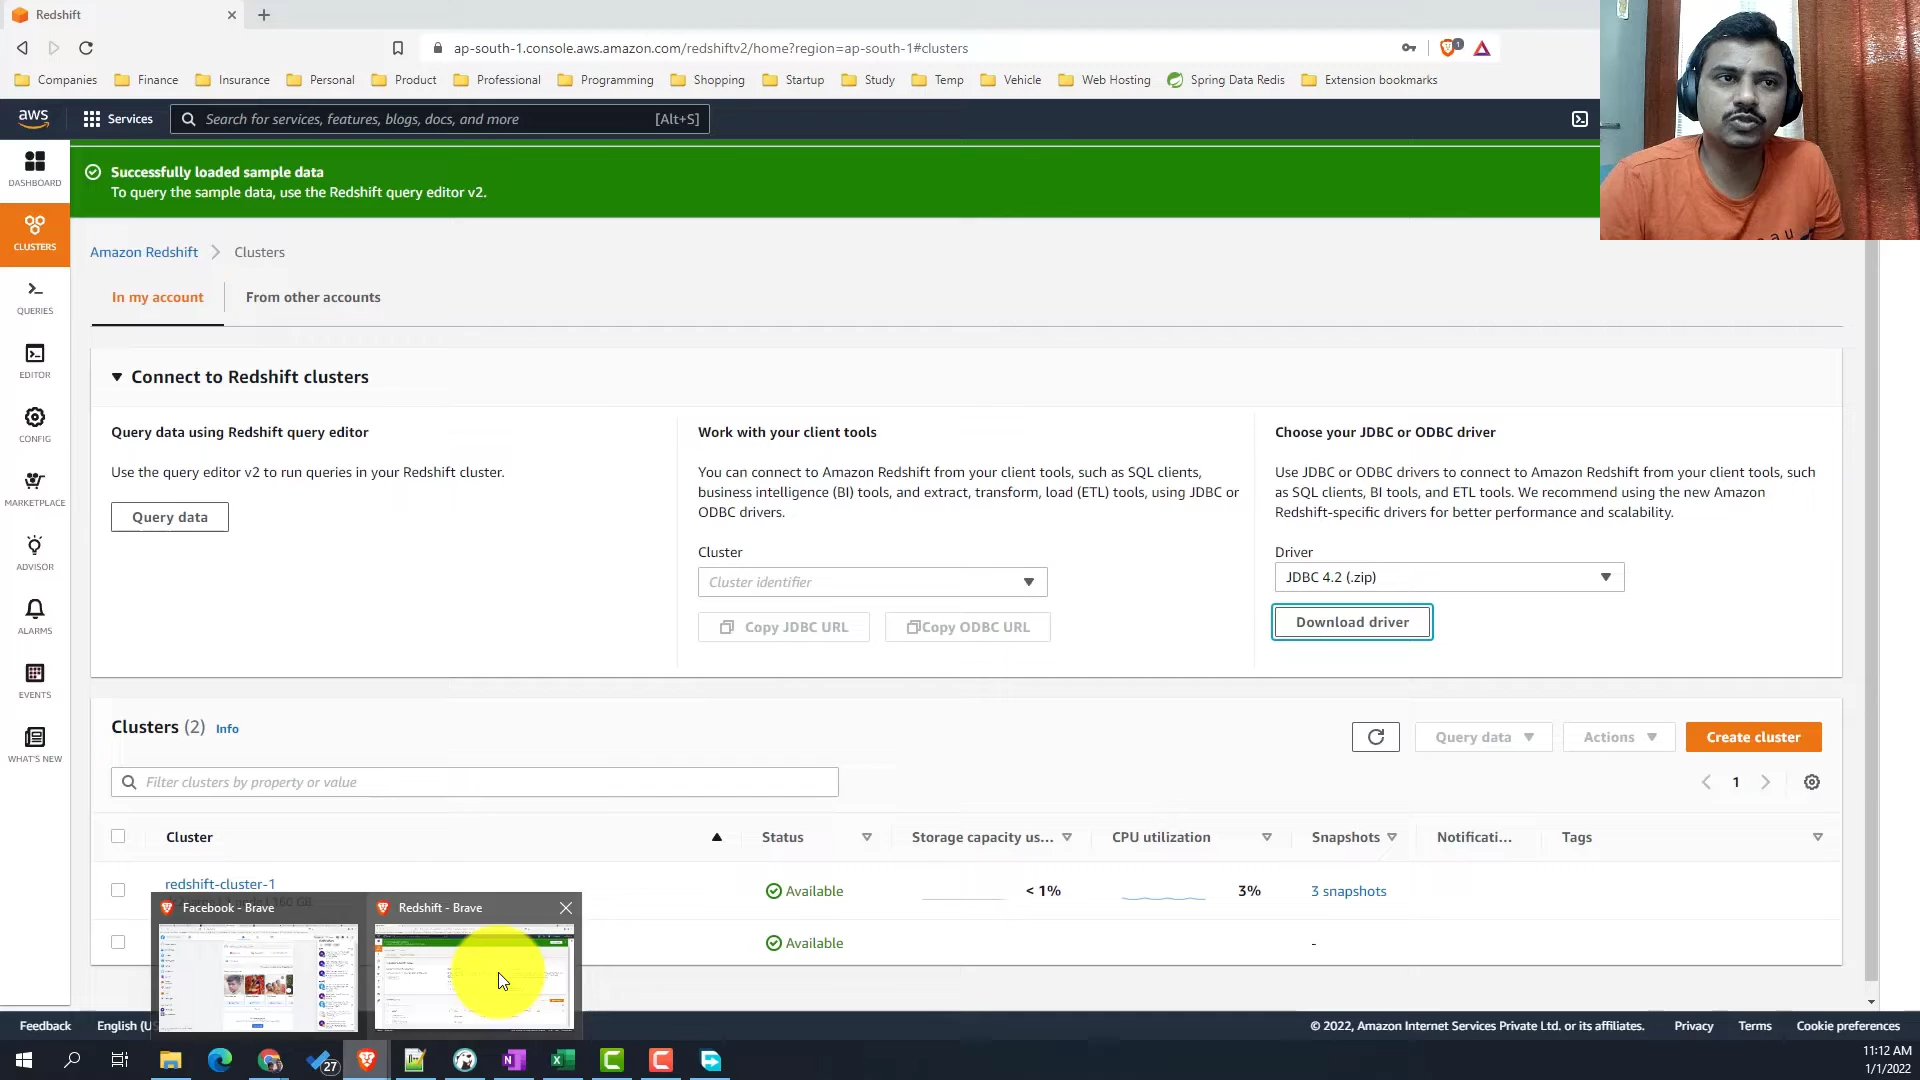 Redshift
ap-south-1.console.aws.amazon.com/redshiftv2/home?region=ap-south-1#clusters
1
Companies Finance Insurance Personal Product Professional Programming Shopping Startup Study Temp Vehicle Web Hosting Spring Data Redis Extension bookmarks
aws Services Search for services, features, blogs, docs, and more [Alt+S]
DASHBOARD
CLUSTERS
QUERIES
EDITOR
CONFIG
MARKETPLACE
ADVISOR
ALARMS
EVENTS
WHAT'S NEW
Successfully loaded sample data
To query the sample data, use the Redshift query editor v2.
Amazon Redshift Clusters
In my account From other accounts
Connect to Redshift clusters
Query data using Redshift query editor
Use the query editor v2 to run queries in your Redshift cluster.
Query data
Work with your client tools
You can connect to Amazon Redshift from your client tools, such as SQL clients,
business intelligence (BI) tools, and extract, transform, load (ETL) tools, using JDBC or
ODBC drivers.
Cluster
Cluster identifier
Copy JDBC URL Copy ODBC URL
Choose your JDBC or ODBC driver
Use JDBC or ODBC drivers to connect to Amazon Redshift from your client tools, such
as SQL clients, BI tools, and ETL tools. We recommend using the new Amazon
Redshift-specific drivers for better performance and scalability.
Driver
JDBC 4.2 (.zip)
Download driver
Clusters (2) Info
Query data Actions Create cluster
Filter clusters by property or value
1
Cluster Status Storage capacity us... CPU utilization Snapshots Notificati... Tags
redshift-cluster-1 Available < 1% 3% 3 snapshots
Available -
Facebook - Brave Redshift - Brave
Feedback English (U © 2022, Amazon Internet Services Private Ltd. or its affiliates. Privacy Terms Cookie preferences
27
11:12 AM
1/1/2022